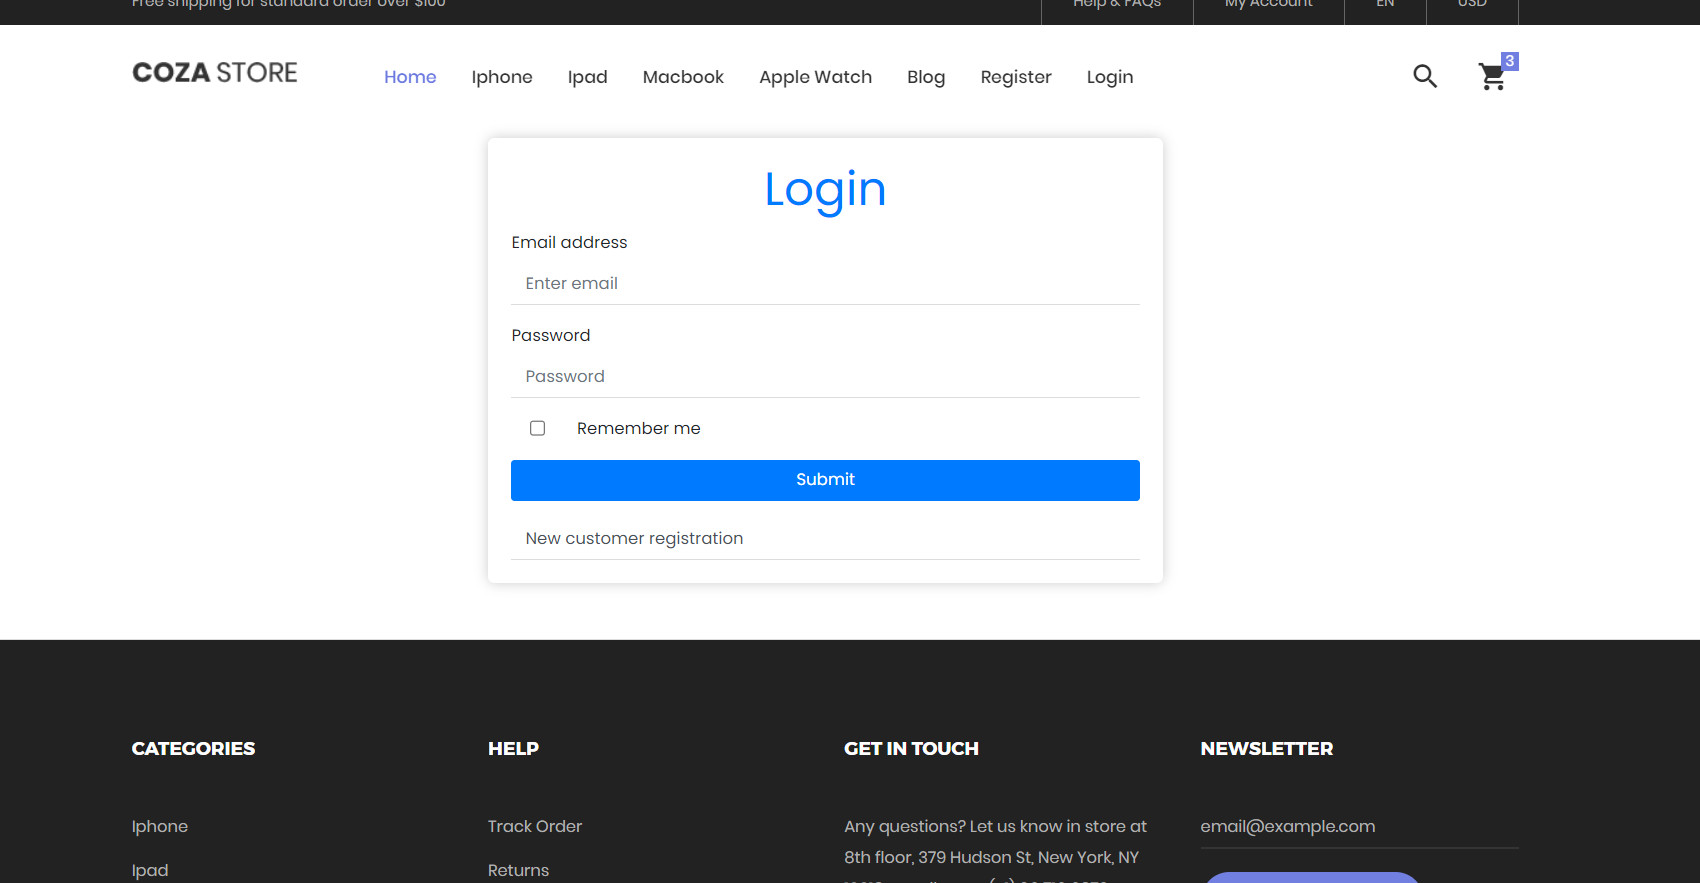 Free shipping for standard order over $100
Help & FAQs
My Account
EN
USD
COZA STORE
Home Iphone Ipad Macbook Apple Watch Blog Register Login
3
Login
Email address
Enter email
Password
Password
Remember me
Submit
New customer registration
CATEGORIES
Iphone
Ipad
HELP
Track Order
Returns
GET IN TOUCH
Any questions? Let us know in store at
8th floor, 379 Hudson St, New York, NY
NEWSLETTER
email@example.com